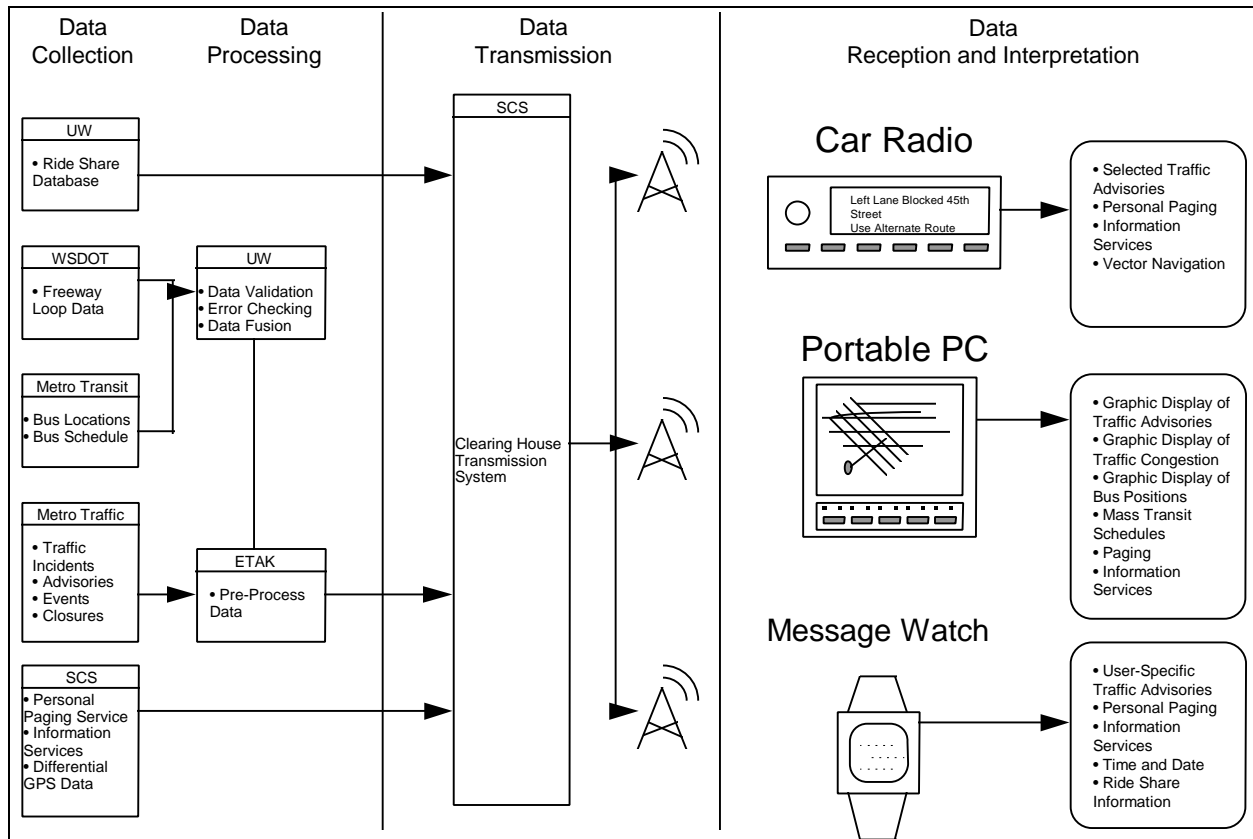 Data
Collection
Data
Processing
Data
Transmission
Data
Reception and Interpretation
UW
• Ride Share
Database
WSDOT
• Freeway
Loop Data
Metro Transit
• Bus Locations
• Bus Schedule
Metro Traffic
• Traffic
Incidents
• Advisories
• Events
• Closures
SCS
• Personal
Paging Service
• Information
Services
• Differential
GPS Data
UW
• Data Validation
• Error Checking
• Data Fusion
ETAK
• Pre-Process
Data
SCS
Clearing House
Transmission
System
Car Radio
Left Lane Blocked 45th
Street
Use Alternate Route
• Selected Traffic
Advisories
• Personal Paging
• Information
Services
• Vector Navigation
Portable PC
• Graphic Display of
Traffic Advisories
• Graphic Display of
Traffic Congestion
• Graphic Display of
Bus Positions
• Mass Transit
Schedules
• Paging
• Information
Services
Message Watch
• User-Specific
Traffic Advisories
• Personal Paging
• Information
Services
• Time and Date
• Ride Share
Information